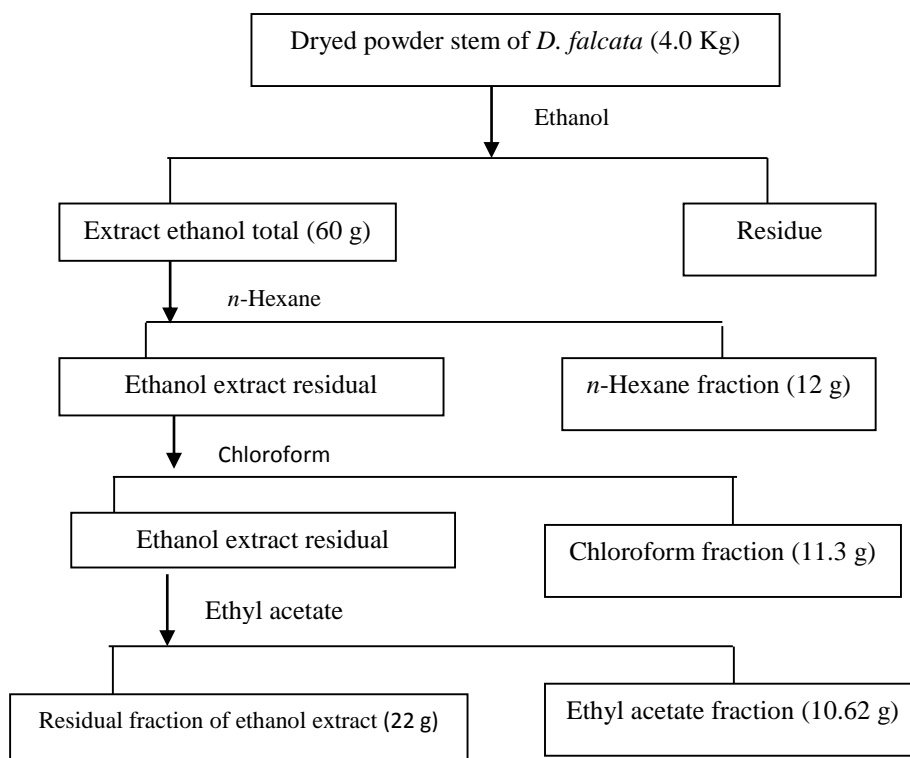 Dryed powder stem of D. falcata (4.0 Kg)
Ethanol
Extract ethanol total (60 g)
Residue
n-Hexane
Ethanol extract residual
n-Hexane fraction (12 g)
Chloroform
Ethanol extract residual
Chloroform fraction (11.3 g)
Ethyl acetate
Residual fraction of ethanol extract (22 g)
Ethyl acetate fraction (10.62 g)